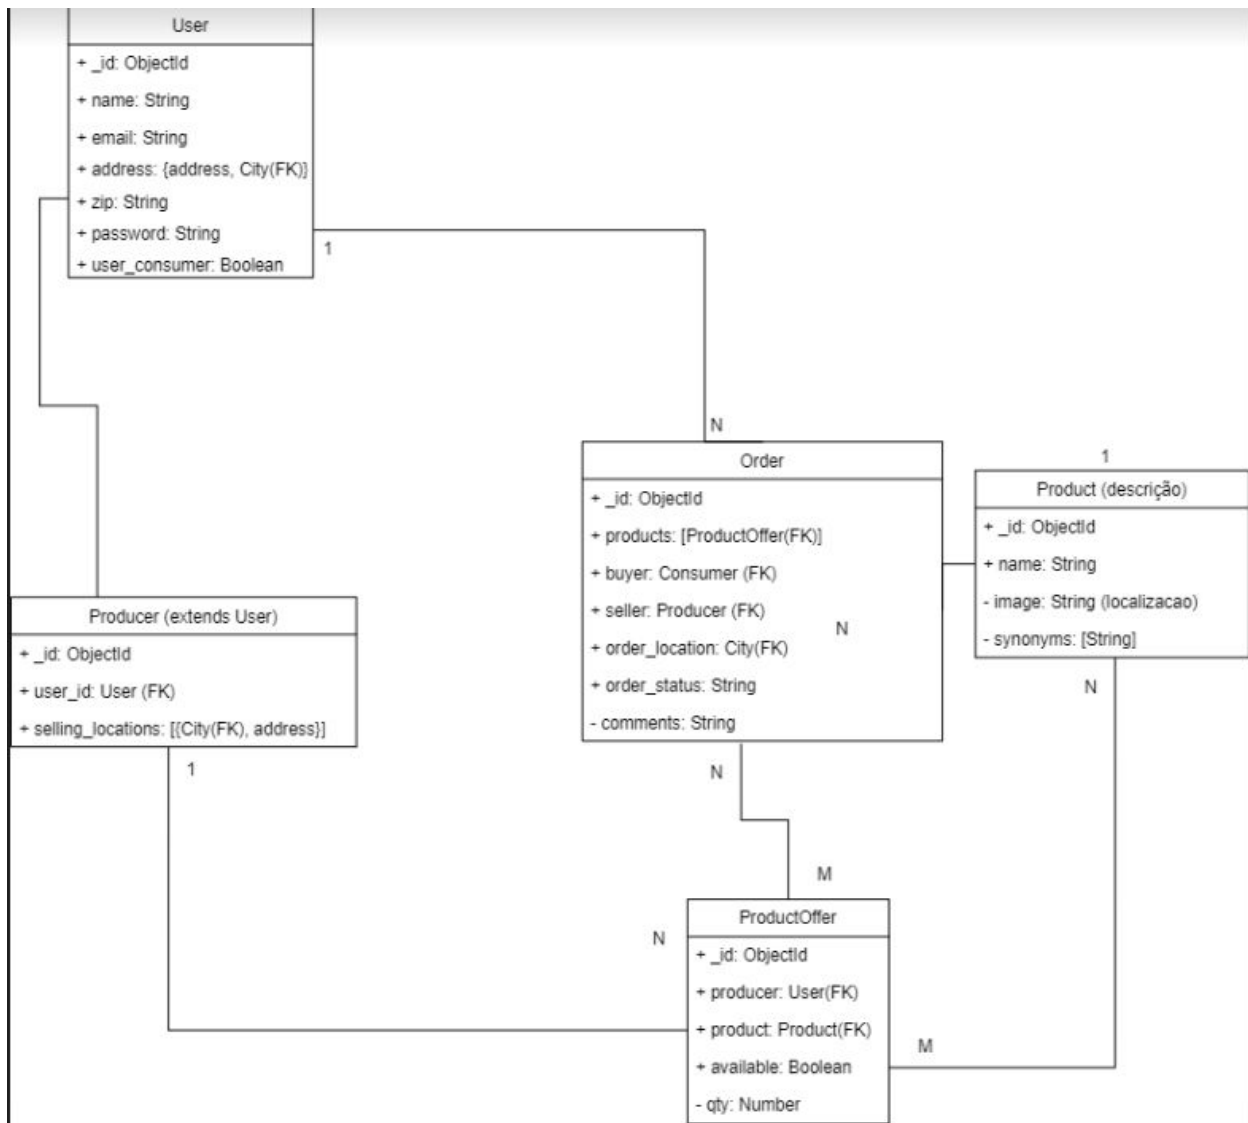 User
+ _id: ObjectId
+ name: String
+ email: String
+ address: {address, City(FK)}
+ zip: String
+ password: String
+ user_consumer: Boolean
1
N
Order
+ _id: ObjectId
+ products: [ProductOffer(FK)]
+ buyer: Consumer (FK)
+ seller: Producer (FK)
N
+ order_location: City(FK)
+ order_status: String
- comments: String
1
Product (descrição)
+ _id: ObjectId
+ name: String
- image: String (localizacao)
- synonyms: [String]
N
Producer (extends User)
+ _id: ObjectId
+ user_id: User (FK)
+ selling_locations: [{City(FK), address}]
1
N
M
N
ProductOffer
+ _id: ObjectId
+ producer: User(FK)
+ product: Product(FK)
+ available: Boolean
- qty: Number
M